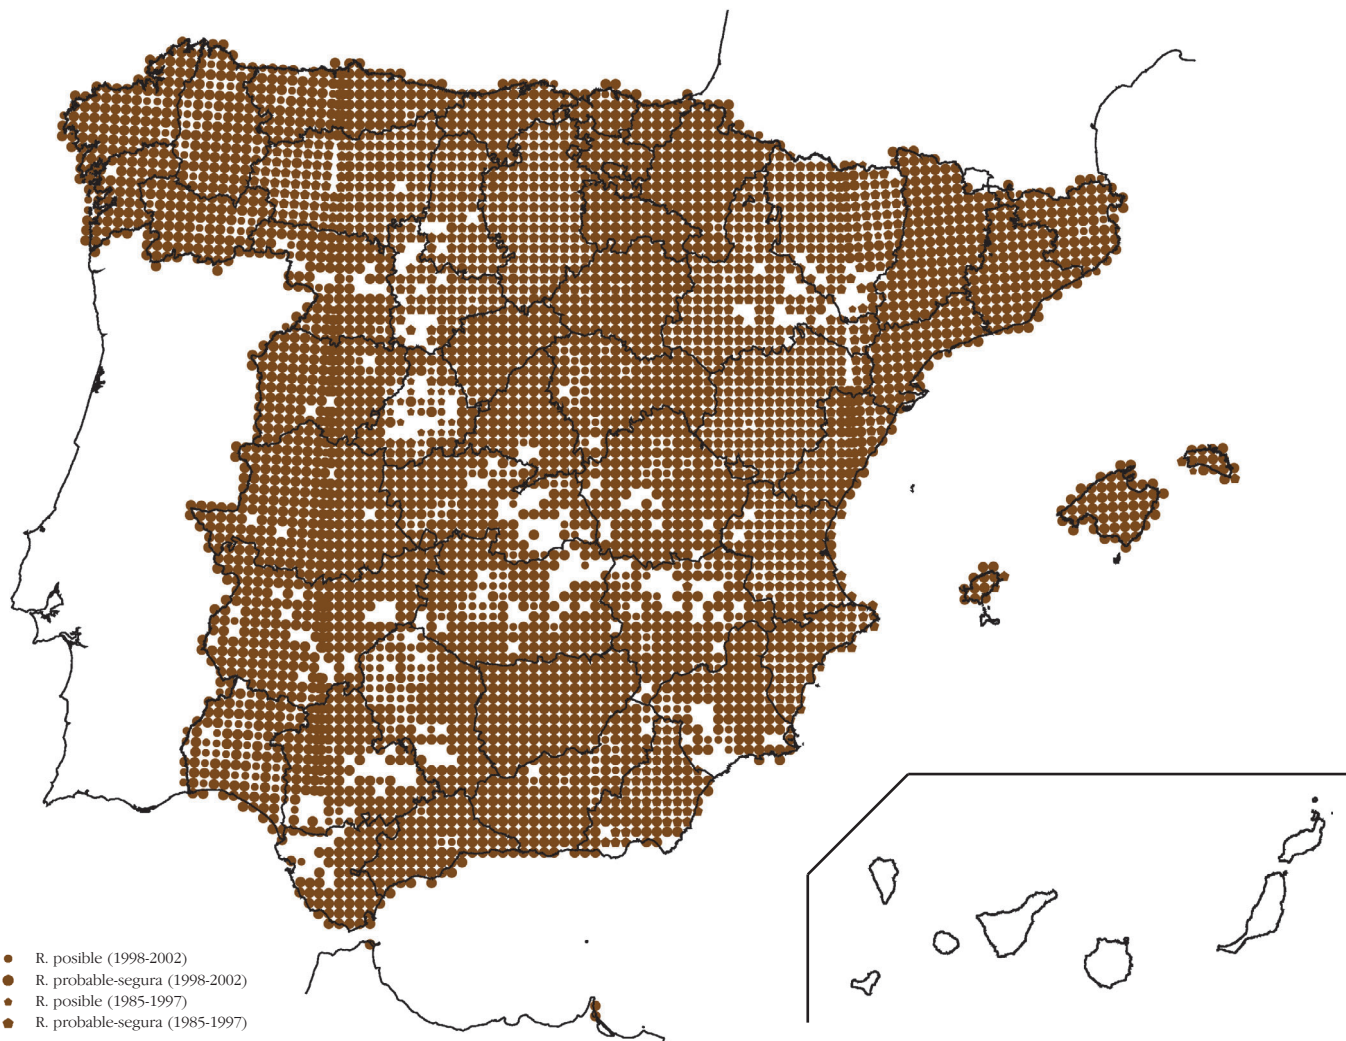 R. posible (1998-2002)
R. probable-segura (1998-2002)
R. posible (1985-1997)
R. probable-segura (1985-1997)